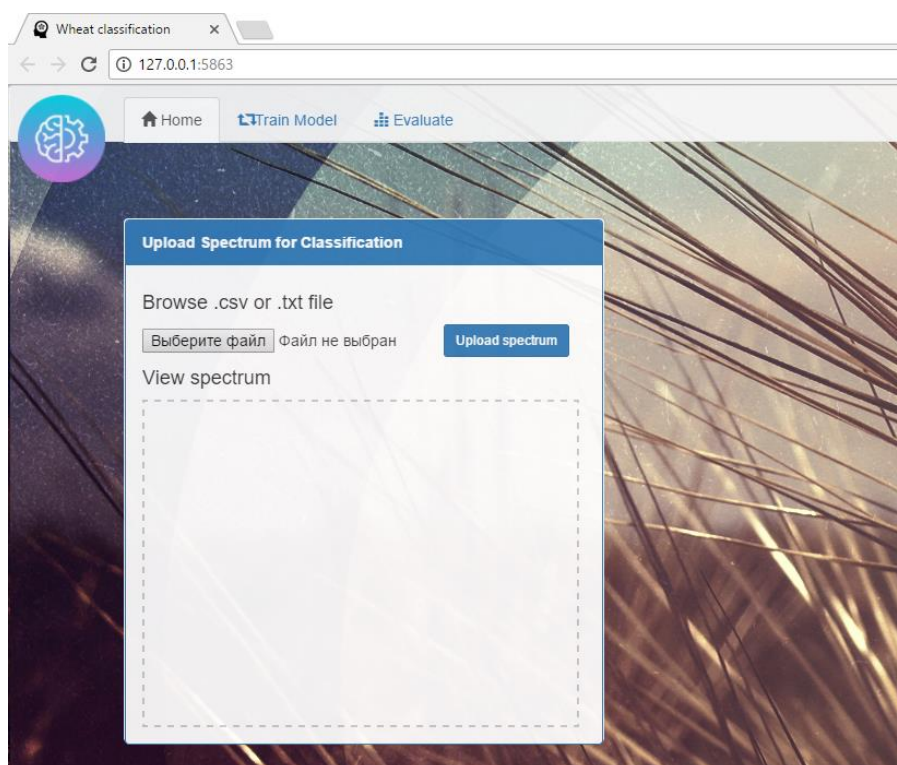 Wheat classification
127.0.0.1:5863
Home Train Model Evaluate
Upload Spectrum for Classification
Browse .csv or .txt file
Выберите файл Файл не выбран Upload spectrum
View spectrum